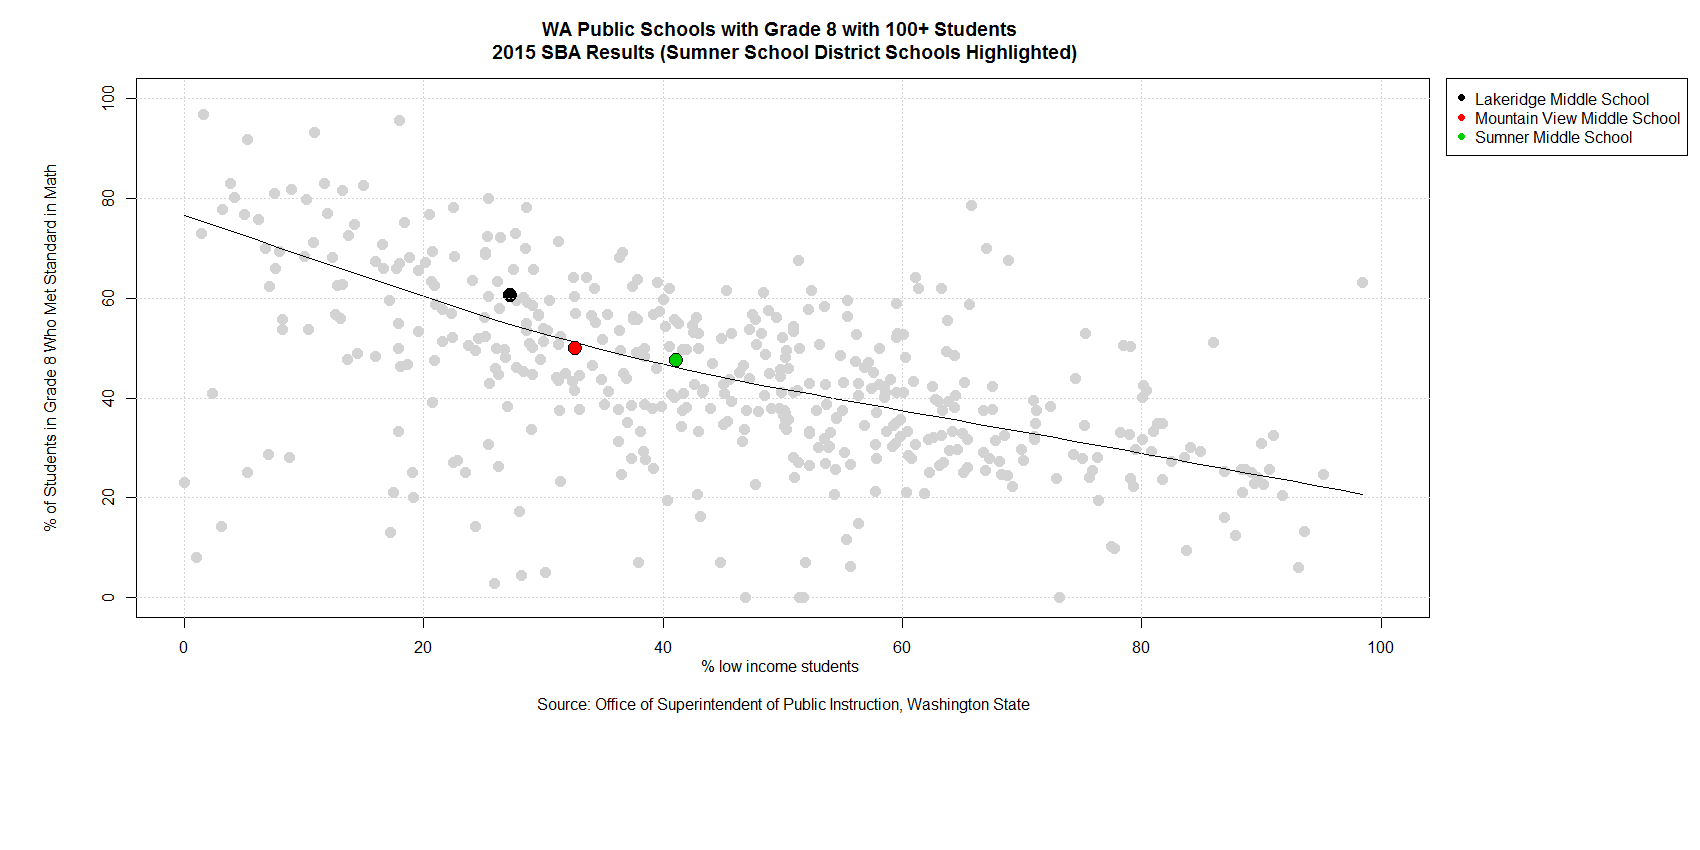 WA Public Schools with Grade 8 with 100+ Students
2015 SBA Results (Sumner School District Schools Highlighted)
Lakeridge Middle School
Mountain View Middle School
Sumner Middle School
% of Students in Grade 8 Who Met Standard in Math
100
80
60
40
20
0
0 20 40 60 80 100
% low income students
Source: Office of Superintendent of Public Instruction, Washington State